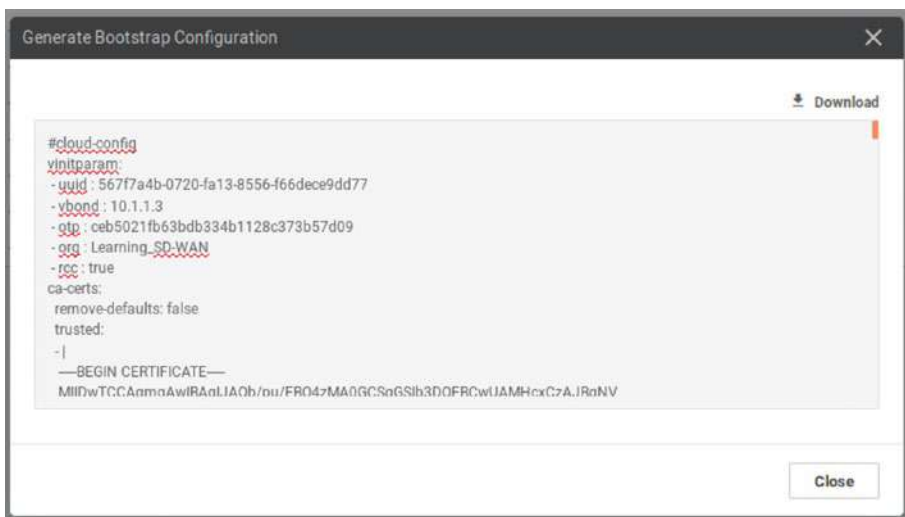 Generate Bootstrap Configuration
Download
#cloud-config
vinitparam:
- uuid : 567f7a4b-0720-fa13-8556-f66dece9dd77
- vbond : 10.1.1.3
- otp : ceb5021fb63bdb334b1128c373b57d09
- org : Learning_SD-WAN
- rcc : true
ca-certs:
remove-defaults: false
trusted:
- |
-----BEGIN CERTIFICATE-----
Close